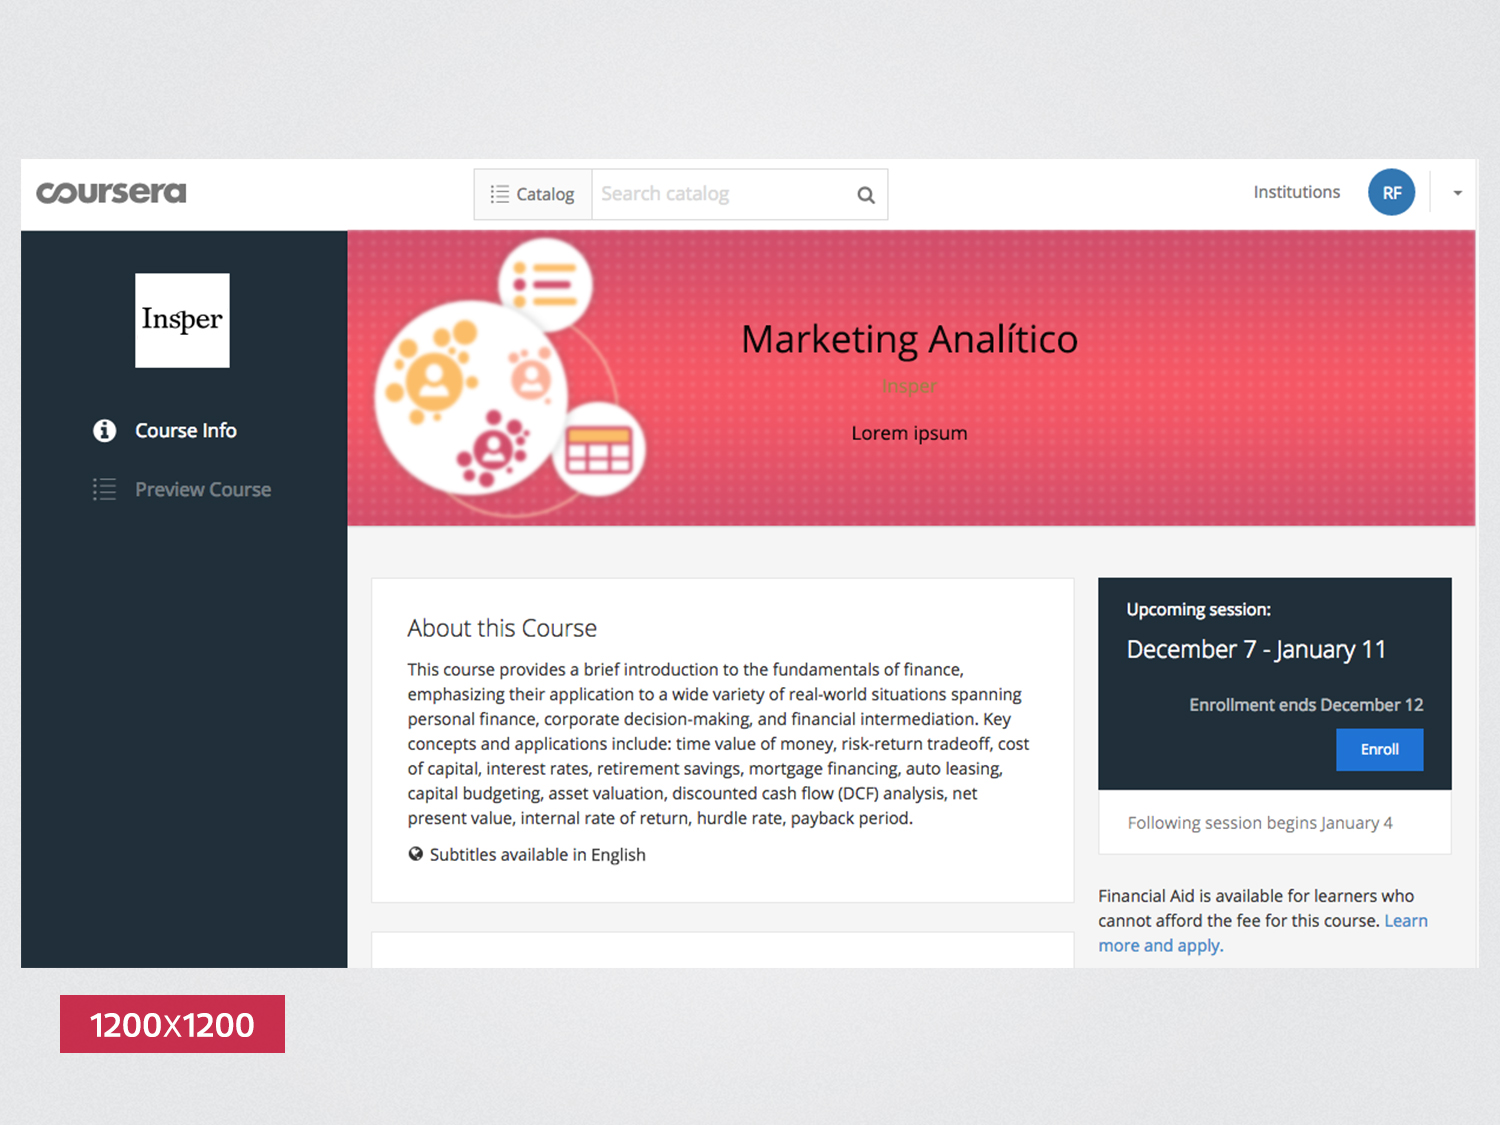 coursera
Catalog
Search catalog
Institutions
RF
Insper
Course Info
Preview Course
Marketing Analítico
Insper
Lorem ipsum
About this Course
This course provides a brief introduction to the fundamentals of finance,
emphasizing their application to a wide variety of real-world situations spanning
personal finance, corporate decision-making, and financial intermediation. Key
concepts and applications include: time value of money, risk-return tradeoff, cost
of capital, interest rates, retirement savings, mortgage financing, auto leasing,
capital budgeting, asset valuation, discounted cash flow (DCF) analysis, net
present value, internal rate of return, hurdle rate, payback period.
Subtitles available in English
Upcoming session:
December 7 - January 11
Enrollment ends December 12
Enroll
Following session begins January 4
Financial Aid is available for learners who
cannot afford the fee for this course. Learn
more and apply.
1200X1200